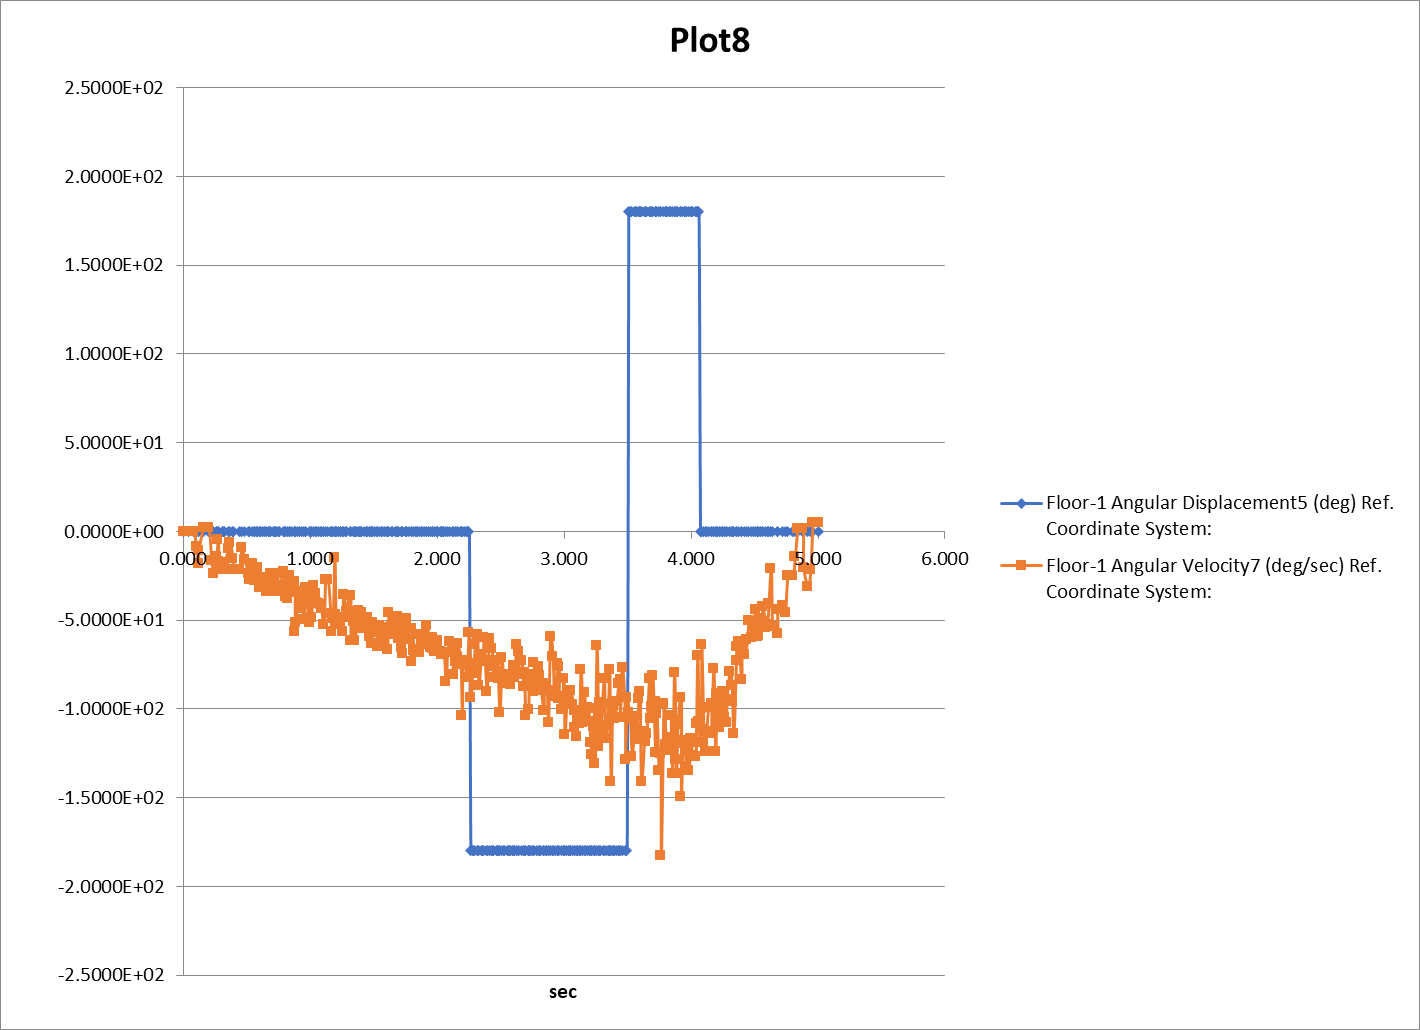 Plot8
2.5000E+02
2.0000E+02
1.5000E+02
1.0000E+02
5.0000E+01
0.0000E+00
0.000 1.000 2.000 3.000 4.000 5.000 6.000
-5.0000E+01
-1.0000E+02
-1.5000E+02
-2.0000E+02
-2.5000E+02
sec
Floor-1 Angular Displacement5 (deg) Ref.
Coordinate System:
Floor-1 Angular Velocity7 (deg/sec) Ref.
Coordinate System: